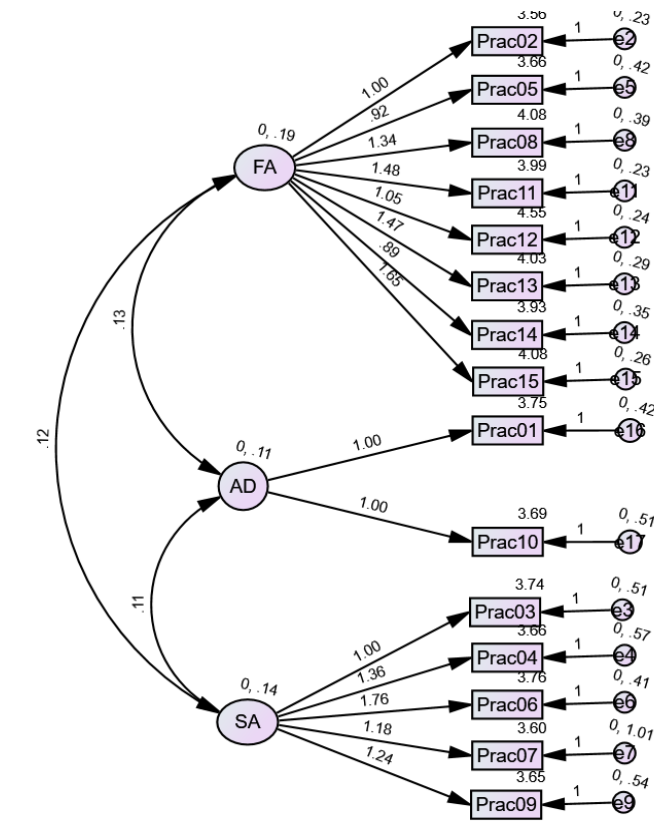 3.56
0, .23
Prac02
1
e2
1.00
3.66
0, .42
Prac05
1
e5
.92
4.08
0, .39
Prac08
1
e8
1.34
3.99
0, .23
Prac11
1
e11
1.48
4.55
0, .24
Prac12
1
e12
1.05
4.03
0, .29
Prac13
1
e13
1.47
3.93
0, .35
Prac14
1
e14
.89
4.08
0, .26
Prac15
1
e15
1.65
0, .19
FA
.13
.12
3.75
0, .42
Prac01
1
e16
1.00
0, .11
AD
1.00
3.69
0, .51
Prac10
1
e17
.11
3.74
0, .51
Prac03
1
e3
1.00
3.66
0, .57
Prac04
1
e4
1.36
3.76
0, .41
Prac06
1
e6
1.76
0, .14
SA
3.60
0, 1.01
Prac07
1
e7
1.18
3.65
0, .54
Prac09
1
e9
1.24